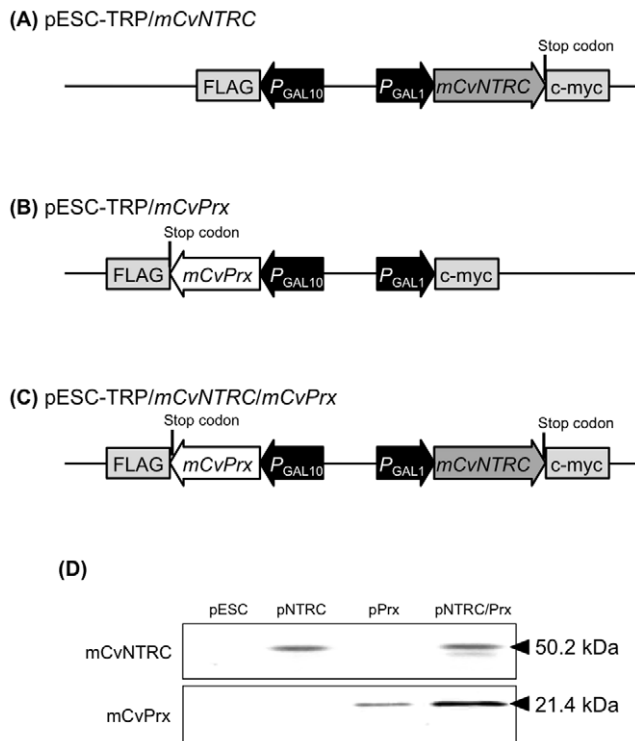 (A) pESC-TRP/mCvNTRC
Stop codon
FLAG PGAL10 PGAL1 mCvNTRC c-myc
(B) pESC-TRP/mCvPrx
Stop codon
FLAG mCvPrx PGAL10 PGAL1 c-myc
(C) pESC-TRP/mCvNTRC/mCvPrx
Stop codon Stop codon
FLAG mCvPrx PGAL10 PGAL1 mCvNTRC c-myc
(D)
pESC pNTRC pPrx pNTRC/Prx
mCvNTRC 50.2 kDa
mCvPrx 21.4 kDa